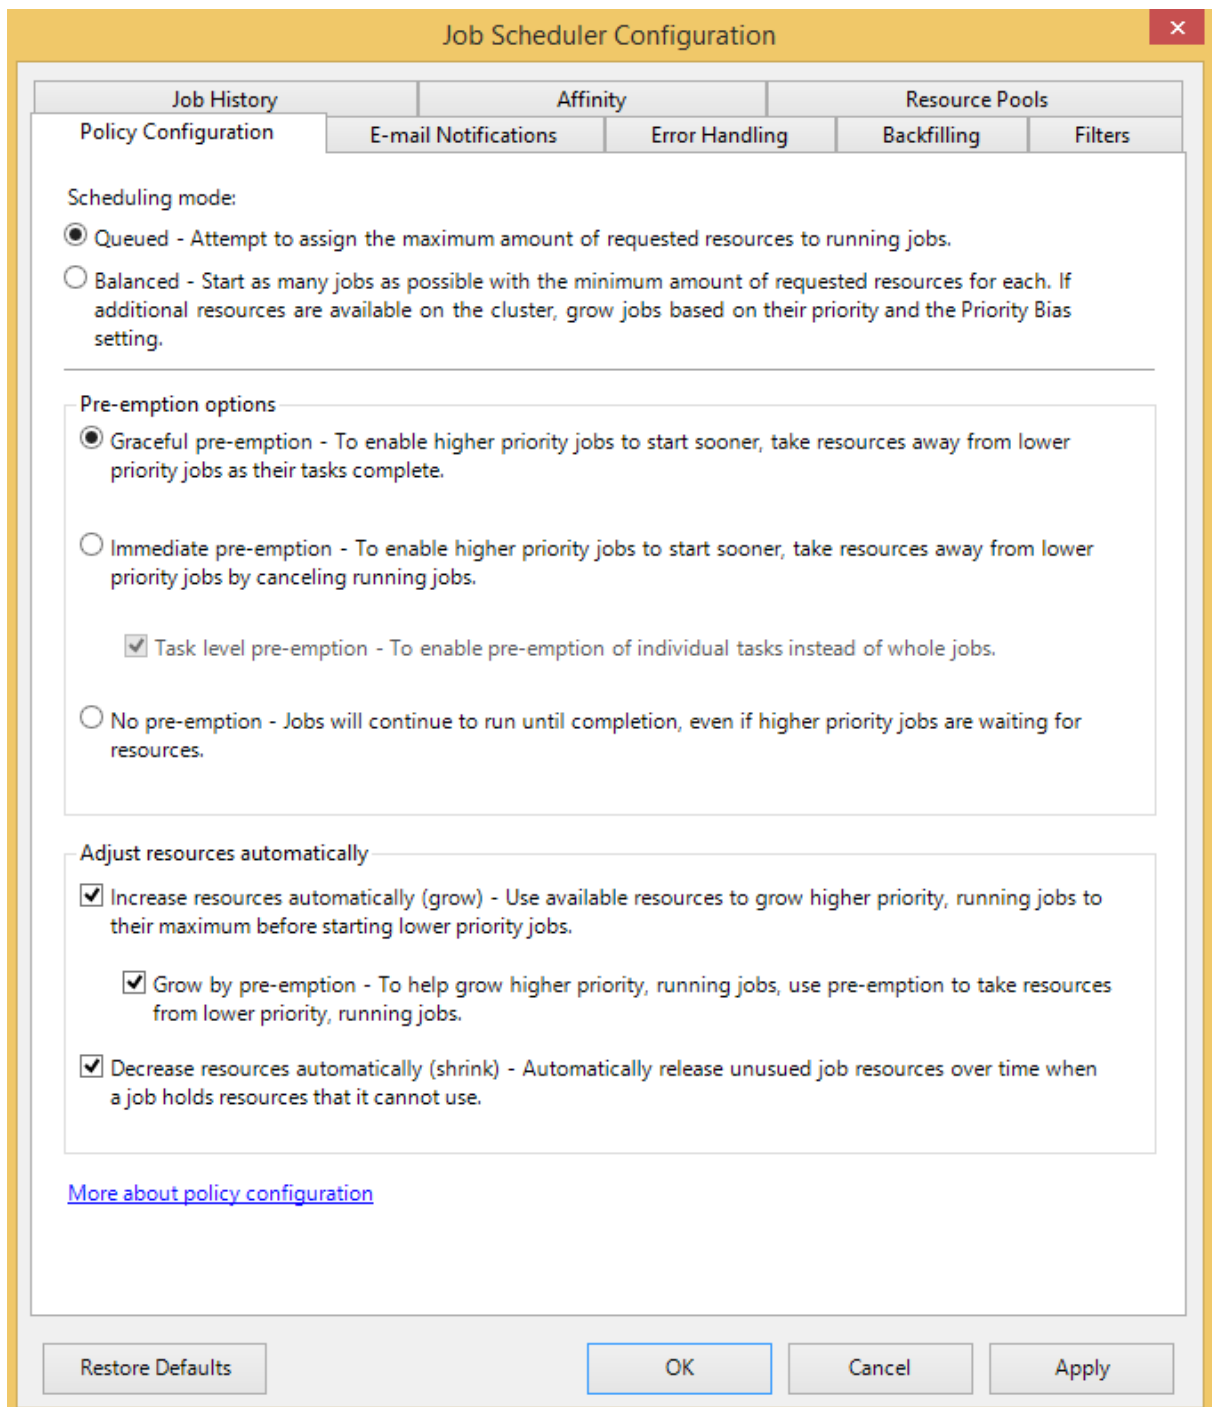 Job Scheduler Configuration
Job History
Affinity
Resource Pools
Policy Configuration
E-mail Notifications
Error Handling
Backfilling
Filters
Scheduling mode:
Queued - Attempt to assign the maximum amount of requested resources to running jobs.
Balanced - Start as many jobs as possible with the minimum amount of requested resources for each. If
additional resources are available on the cluster, grow jobs based on their priority and the Priority Bias
setting.
Pre-emption options
Graceful pre-emption - To enable higher priority jobs to start sooner, take resources away from lower
priority jobs as their tasks complete.
Immediate pre-emption - To enable higher priority jobs to start sooner, take resources away from lower
priority jobs by canceling running jobs.
Task level pre-emption - To enable pre-emption of individual tasks instead of whole jobs.
No pre-emption - Jobs will continue to run until completion, even if higher priority jobs are waiting for
resources.
Adjust resources automatically
Increase resources automatically (grow) - Use available resources to grow higher priority, running jobs to
their maximum before starting lower priority jobs.
Grow by pre-emption - To help grow higher priority, running jobs, use pre-emption to take resources
from lower priority, running jobs.
Decrease resources automatically (shrink) - Automatically release unusued job resources over time when
a job holds resources that it cannot use.
More about policy configuration
Restore Defaults
OK
Cancel
Apply